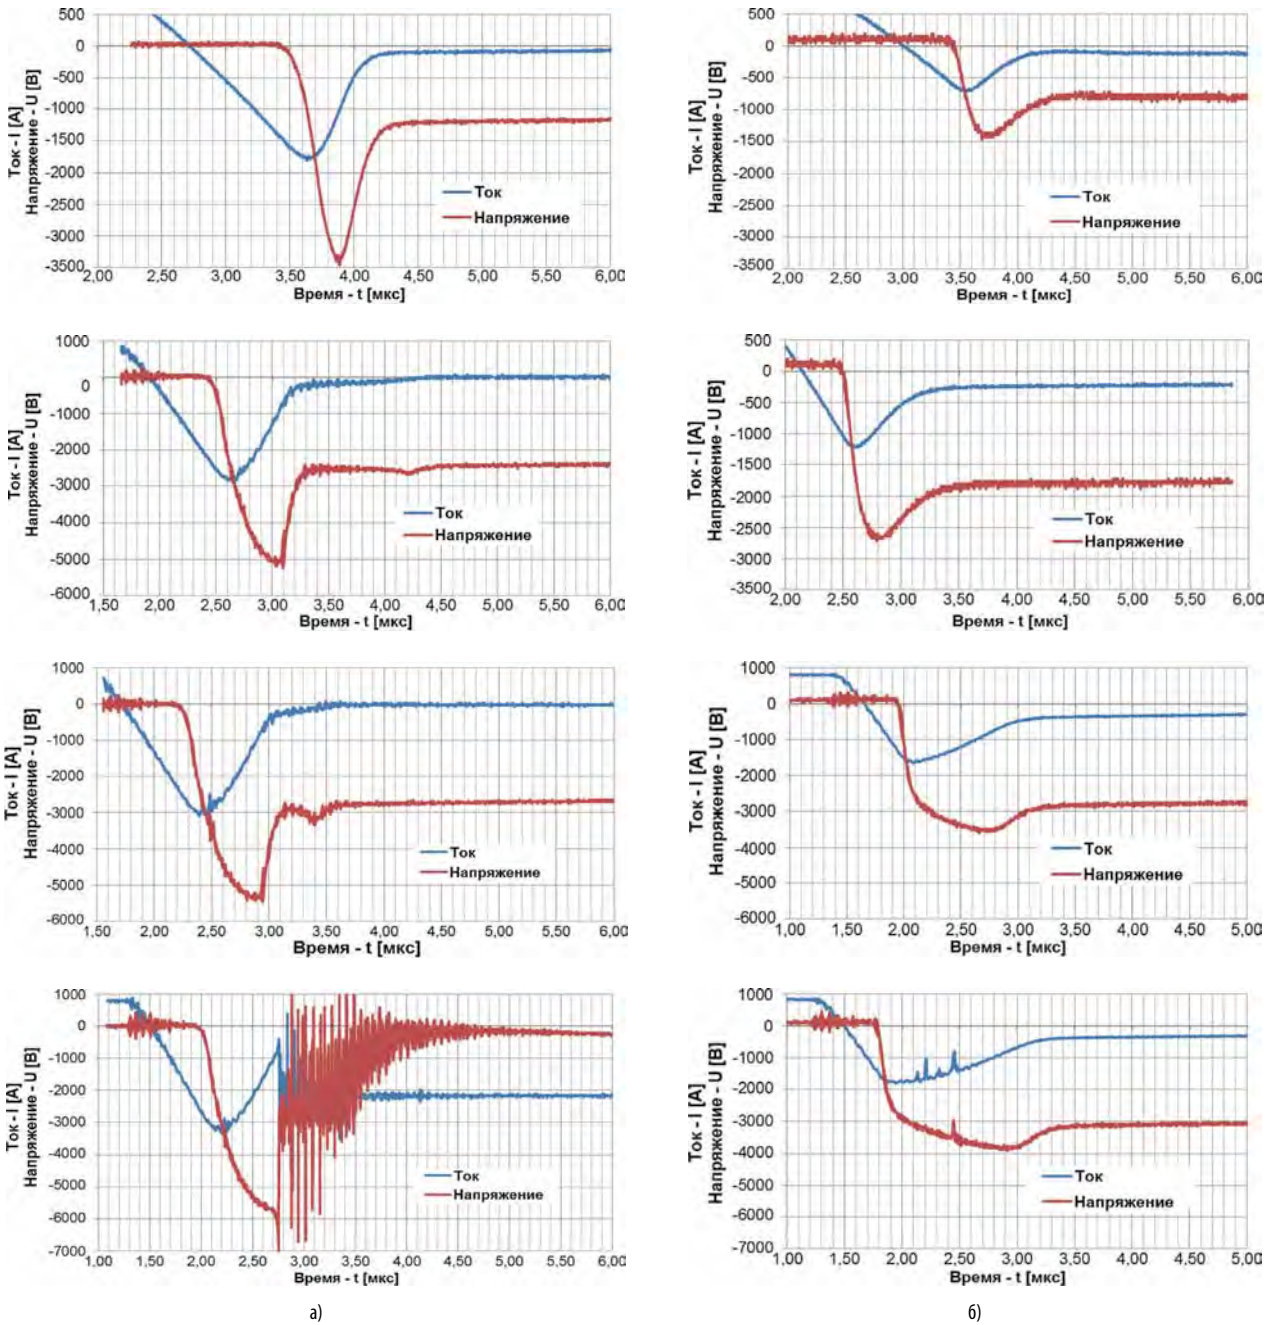 Ток - I [А]
Напряжение - U [В]
500
0
-500
-1000
-1500
-2000
-2500
-3000
-3500
2,00 2,50 3,00 3,50 4,00 4,50 5,00 5,50 6,00
Время - t [мкс]
Ток
Напряжение
Ток - I [А]
Напряжение - U [В]
500
0
-500
-1000
-1500
-2000
-2500
-3000
-3500
2,00 2,50 3,00 3,50 4,00 4,50 5,00 5,50 6,00
Время - t [мкс]
Ток
Напряжение
Ток - I [А]
Напряжение - U [В]
1000
0
-1000
-2000
-3000
-4000
-5000
-6000
1,50 2,00 2,50 3,00 3,50 4,00 4,50 5,00 5,50 6,00
Время - t [мкс]
Ток
Напряжение
Ток - I [А]
Напряжение - U [В]
500
0
-500
-1000
-1500
-2000
-2500
-3000
-3500
2,00 2,50 3,00 3,50 4,00 4,50 5,00 5,50 6,00
Время - t [мкс]
Ток
Напряжение
Ток - I [А]
Напряжение - U [В]
1000
0
-1000
-2000
-3000
-4000
-5000
-6000
1,50 2,00 2,50 3,00 3,50 4,00 4,50 5,00 5,50 6,00
Время - t [мкс]
Ток
Напряжение
Ток - I [А]
Напряжение - U [В]
1000
0
-1000
-2000
-3000
-4000
-5000
-6000
1,00 1,50 2,00 2,50 3,00 3,50 4,00 4,50 5,00
Время - t [мкс]
Ток
Напряжение
Ток - I [А]
Напряжение - U [В]
1000
0
-1000
-2000
-3000
-4000
-5000
-6000
-7000
1,00 1,50 2,00 2,50 3,00 3,50 4,00 4,50 5,00 5,50 6,00
Время - t [мкс]
Ток
Напряжение
Ток - I [А]
Напряжение - U [В]
1000
0
-1000
-2000
-3000
-4000
-5000
-6000
-7000
1,00 1,50 2,00 2,50 3,00 3,50 4,00 4,50 5,00
Время - t [мкс]
Ток
Напряжение
а)
б)